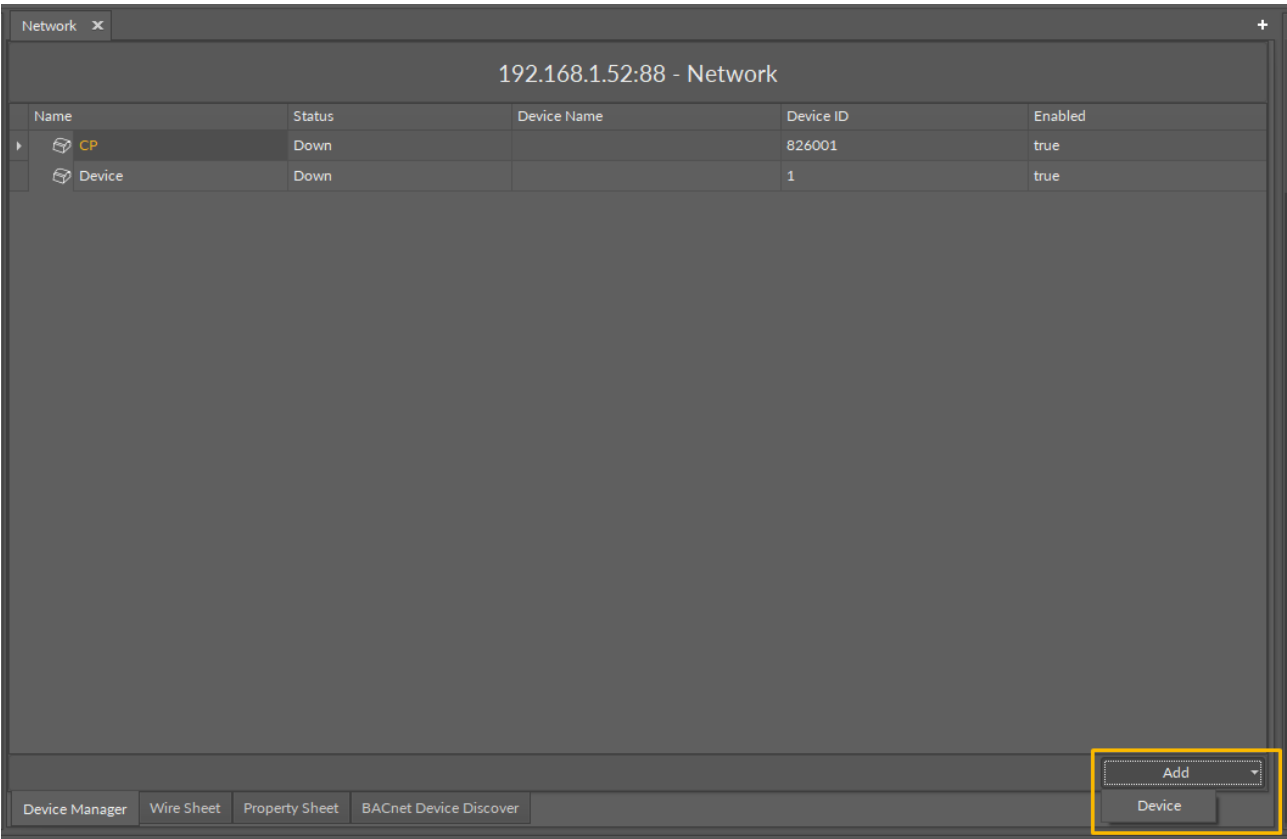 Network
192.168.1.52:88 - Network
Name Status Device Name Device ID Enabled
CP Down 826001 true
Device Down 1 true
Add
Device Manager Wire Sheet Property Sheet BACnet Device Discover Device